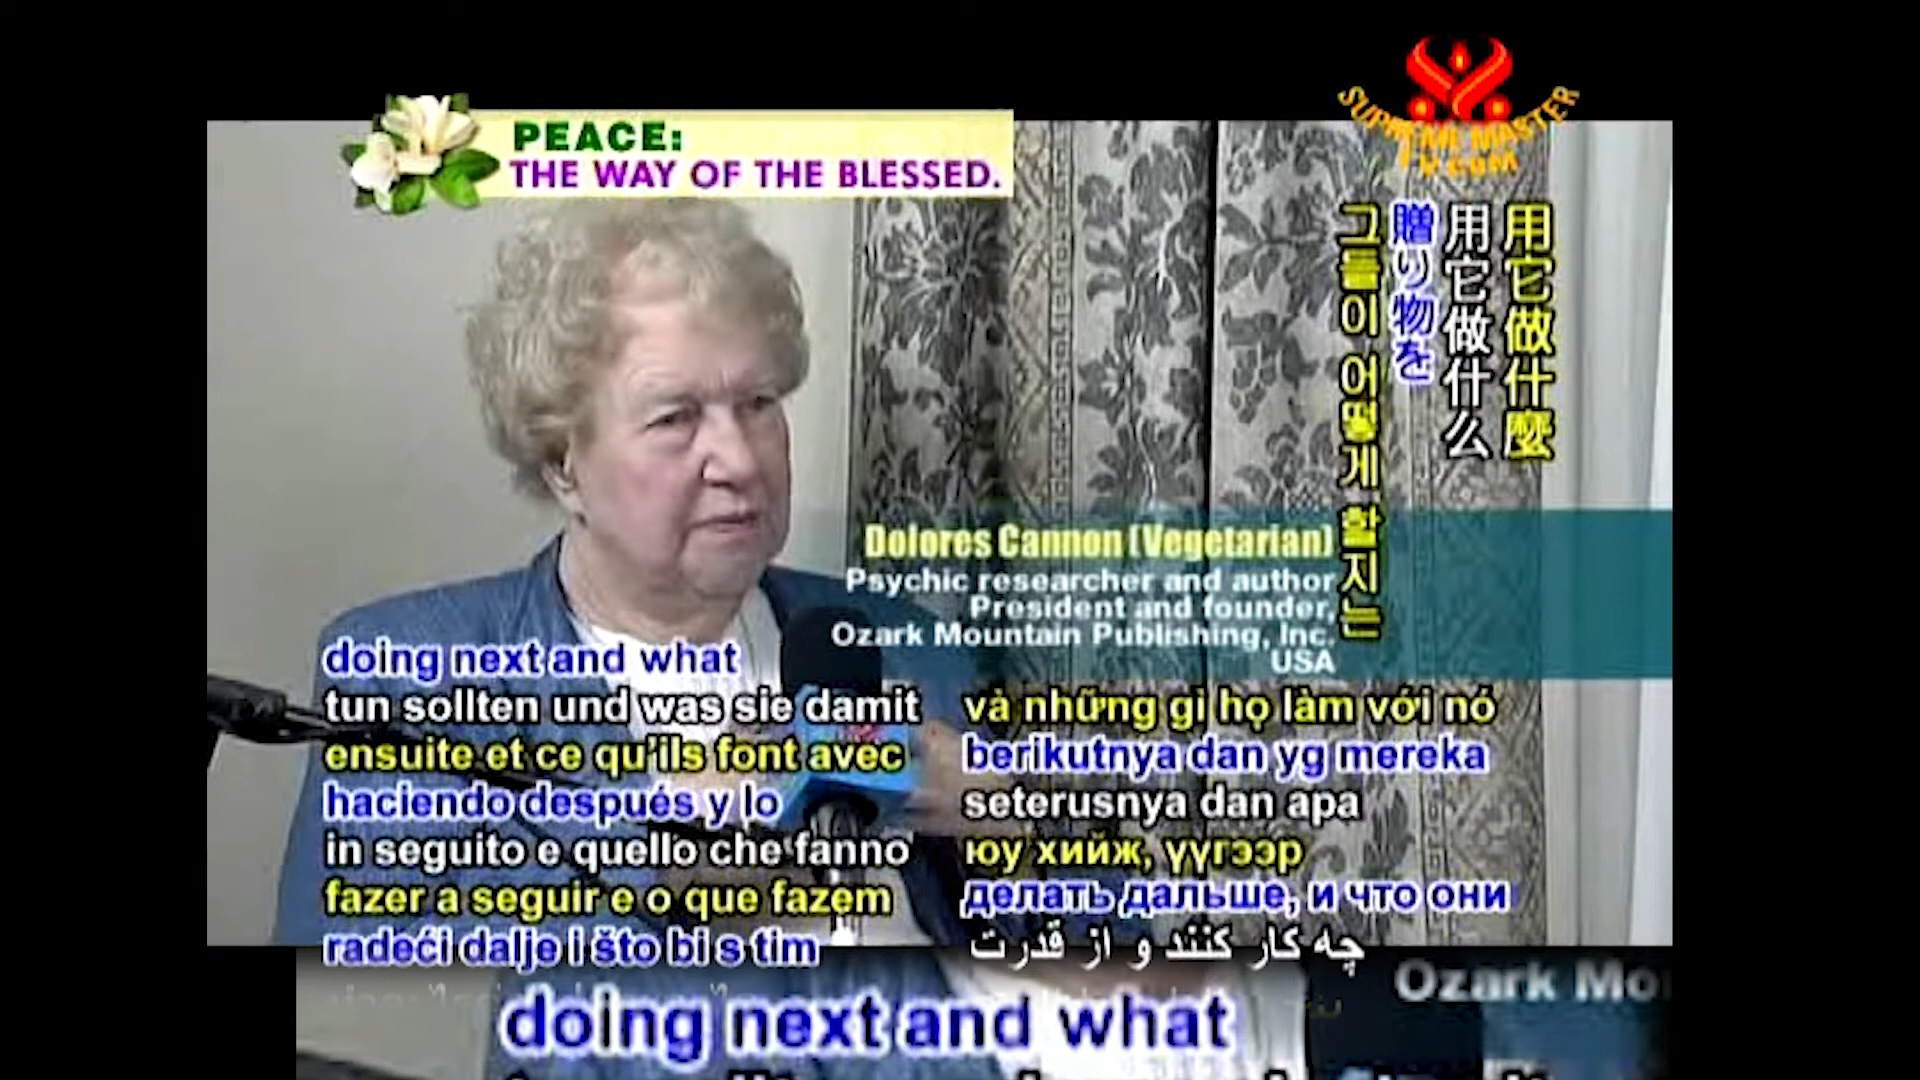 PEACE:
THE WAY OF THE BLESSED.
SUPREME MASTER
TV COM
用它做什麼
用它做什么
贈り物を
그들이 어떻게 할지는
Dolores Cannon (Vegetarian)
Psychic researcher and author
President and founder,
Ozark Mountain Publishing, Inc.
USA
doing next and what
tun sollten und was sie damit
ensuite et ce qu'ils font avec
haciendo después y lo
in seguito e quello che fanno
fazer a seguir e o que fazem
radeći dalje i što bi s tim
và những gì họ làm với nó
berikutnya dan yg mereka
seterusnya dan apa
юу хийж, үүгээр
делать дальше, и что они
چه کار کنند و از قدرت
Ozark Mo
doing next and what